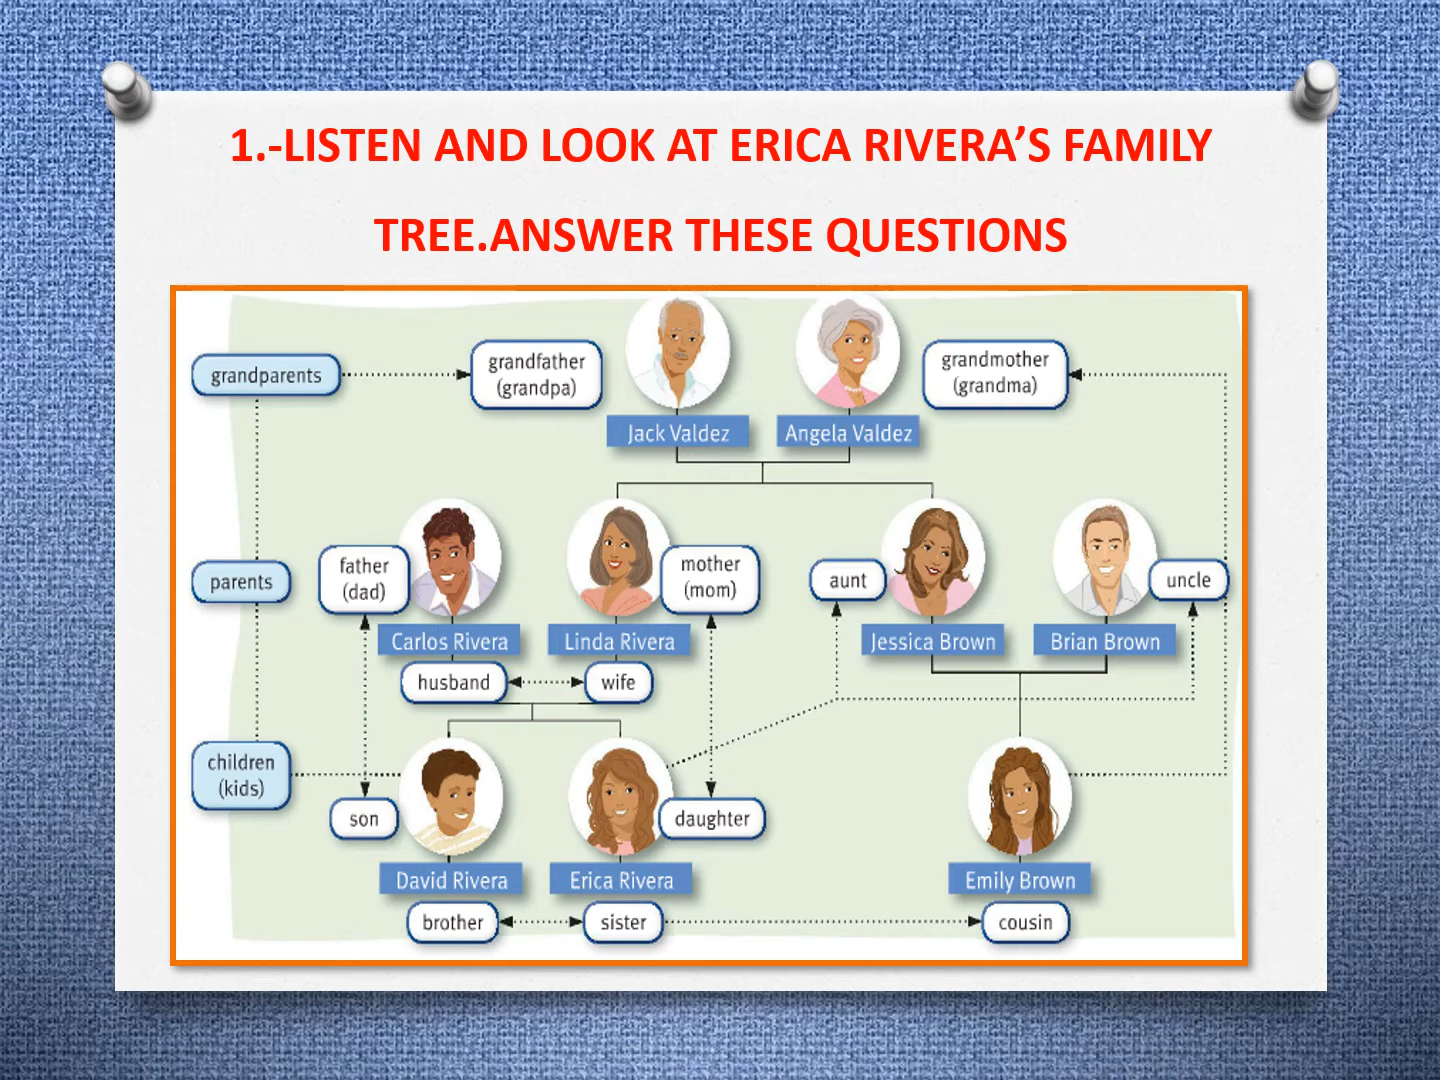 1.-LISTEN AND LOOK AT ERICA RIVERA’S FAMILY
TREE.ANSWER THESE QUESTIONS
grandparents
grandfather
(grandpa)
grandmother
(grandma)
Jack Valdez
Angela Valdez
parents
father
(dad)
mother
(mom)
aunt
uncle
Carlos Rivera
Linda Rivera
Jessica Brown
Brian Brown
husband
wife
children
(kids)
son
daughter
David Rivera
Erica Rivera
Emily Brown
brother
sister
cousin